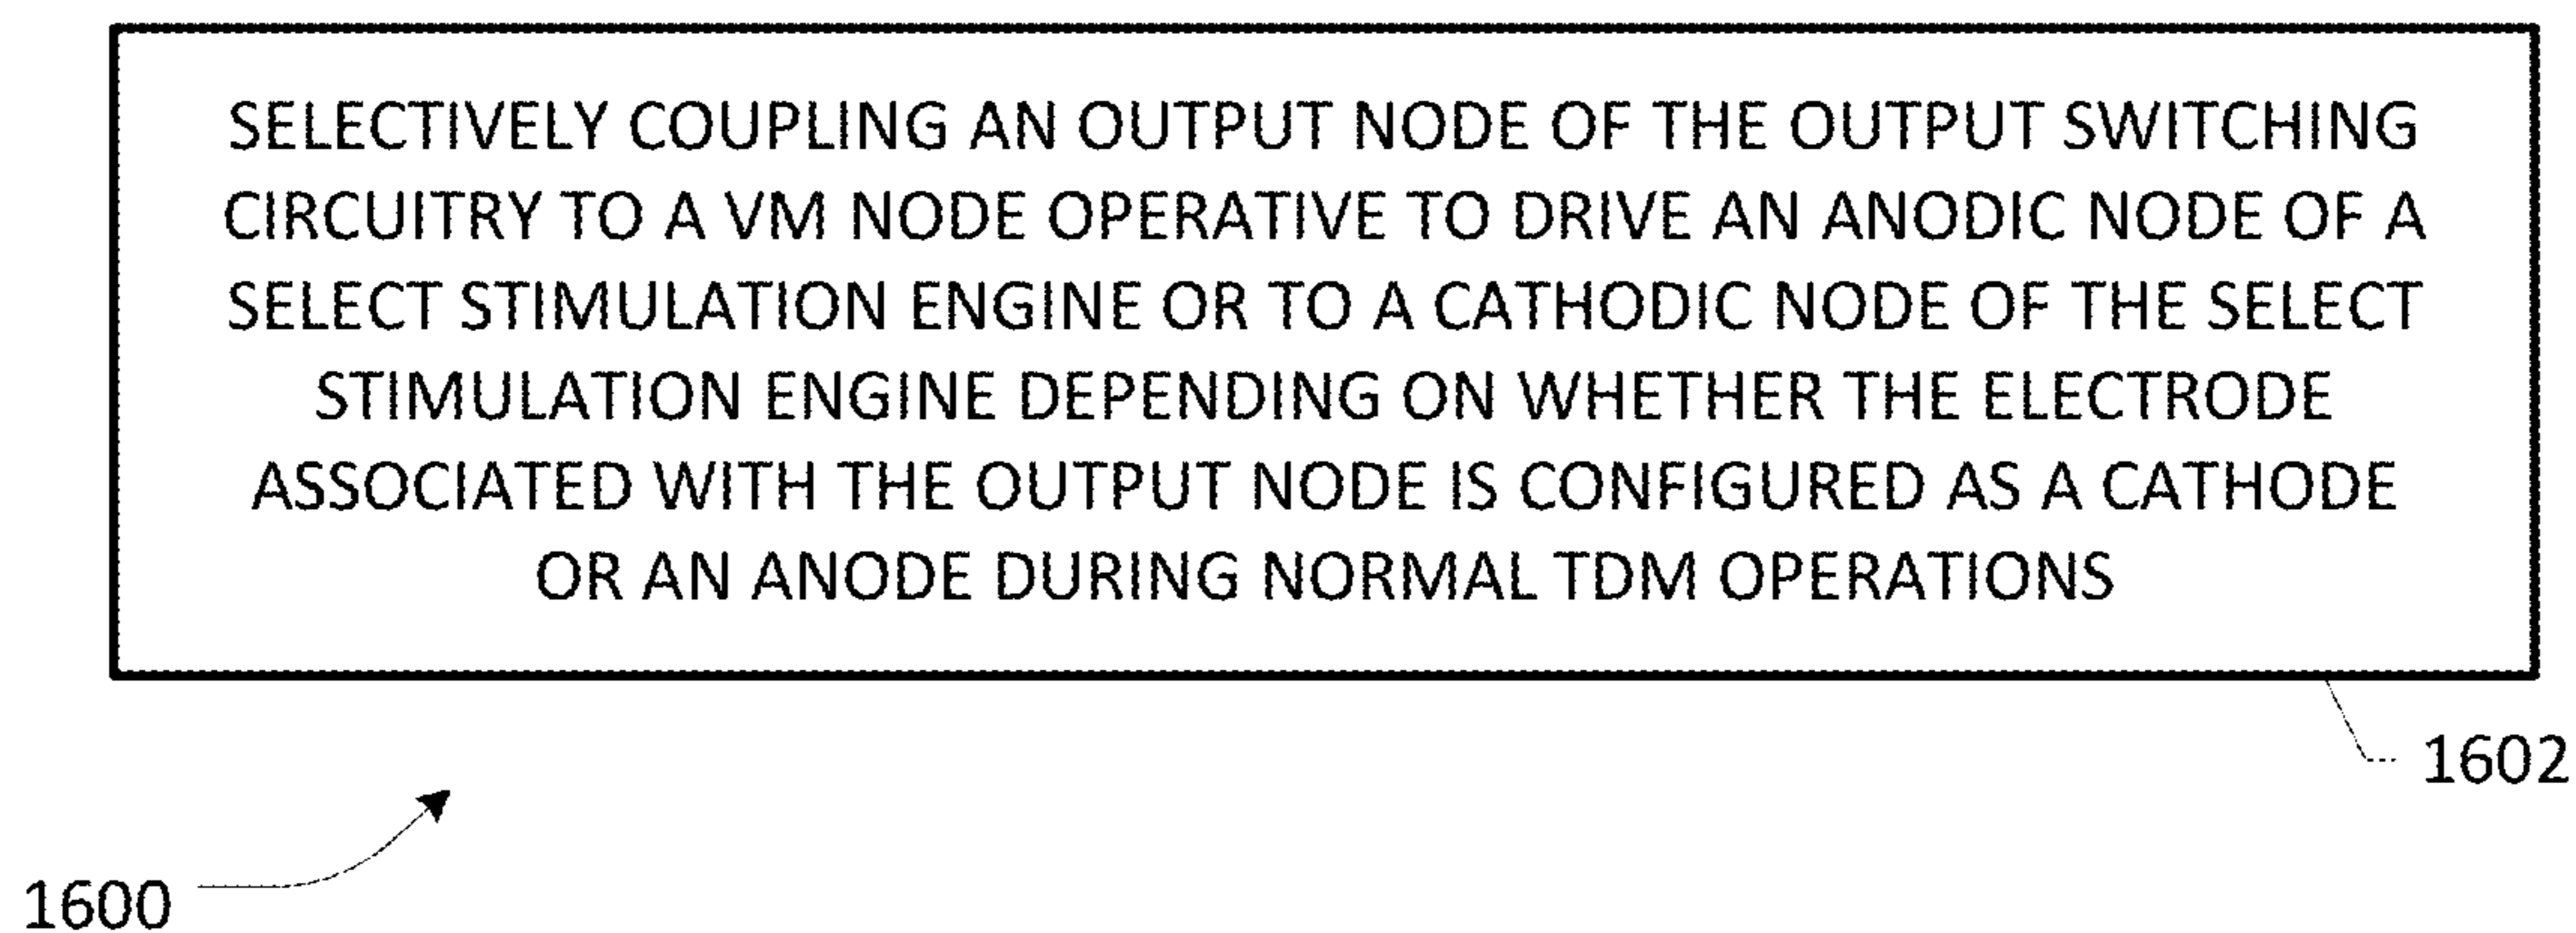 SELECTIVELY COUPLING AN OUTPUT NODE OF THE OUTPUT SWITCHING
CIRCUITRY TO A VM NODE OPERATIVE TO DRIVE AN ANODIC NODE OF A
SELECT STIMULATION ENGINE OR TO A CATHODIC NODE OF THE SELECT
STIMULATION ENGINE DEPENDING ON WHETHER THE ELECTRODE
ASSOCIATED WITH THE OUTPUT NODE IS CONFIGURED AS A CATHODE
OR AN ANODE DURING NORMAL TDM OPERATIONS
1602
1600